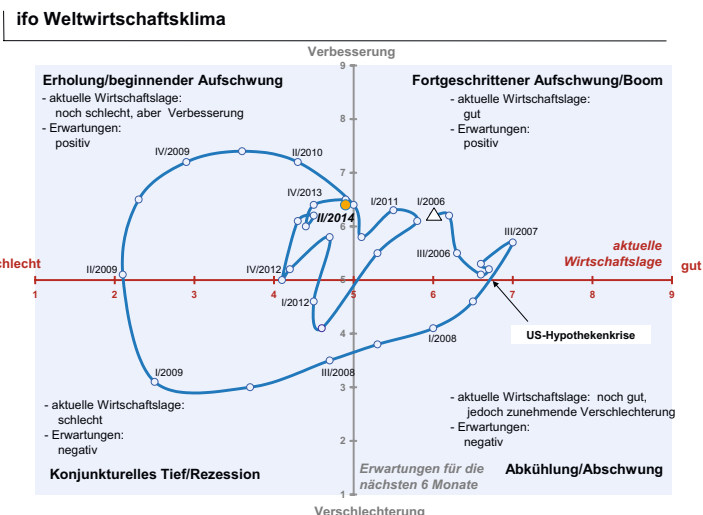 ifo Weltwirtschaftsklima
Verbesserung
Erholung/beginnender Aufschwung
- aktuelle Wirtschaftslage:
noch schlecht, aber Verbesserung
- Erwartungen:
positiv
Fortgeschrittener Aufschwung/Boom
- aktuelle Wirtschaftslage:
gut
- Erwartungen:
positiv
9
8
7
6
5
4
3
2
1
IV/2009
II/2010
IV/2013
II/2014
I/2011
I/2006
III/2006
III/2007
II/2009
IV/2012
I/2012
aktuelle
Wirtschaftslage
chlecht
gut
1
2
3
4
5
6
7
8
9
US-Hypothekenkrise
I/2008
III/2008
I/2009
- aktuelle Wirtschaftslage:
schlecht
- Erwartungen:
negativ
Konjunkturelles Tief/Rezession
- aktuelle Wirtschaftslage: noch gut,
jedoch zunehmende Verschlechterung
- Erwartungen:
negativ
Abkühlung/Abschwung
Erwartungen für die
nächsten 6 Monate
Verschlechterung